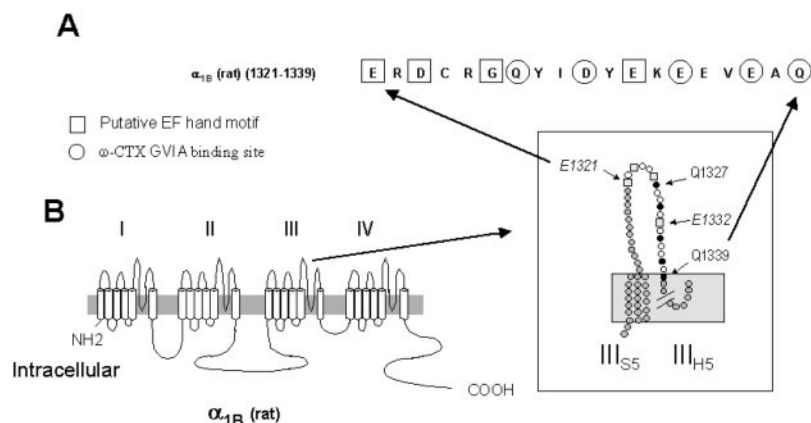 A
α1B (rat) (1321-1339) E R D C R G Q Y I D Y E K E E V E A Q
Putative EF hand motif
ω-CTX GVIA binding site
B
I II III IV
NH2
Intracellular
COOH
α1B (rat)
E1321
Q1327
E1332
Q1339
IIIS5 IIIH5